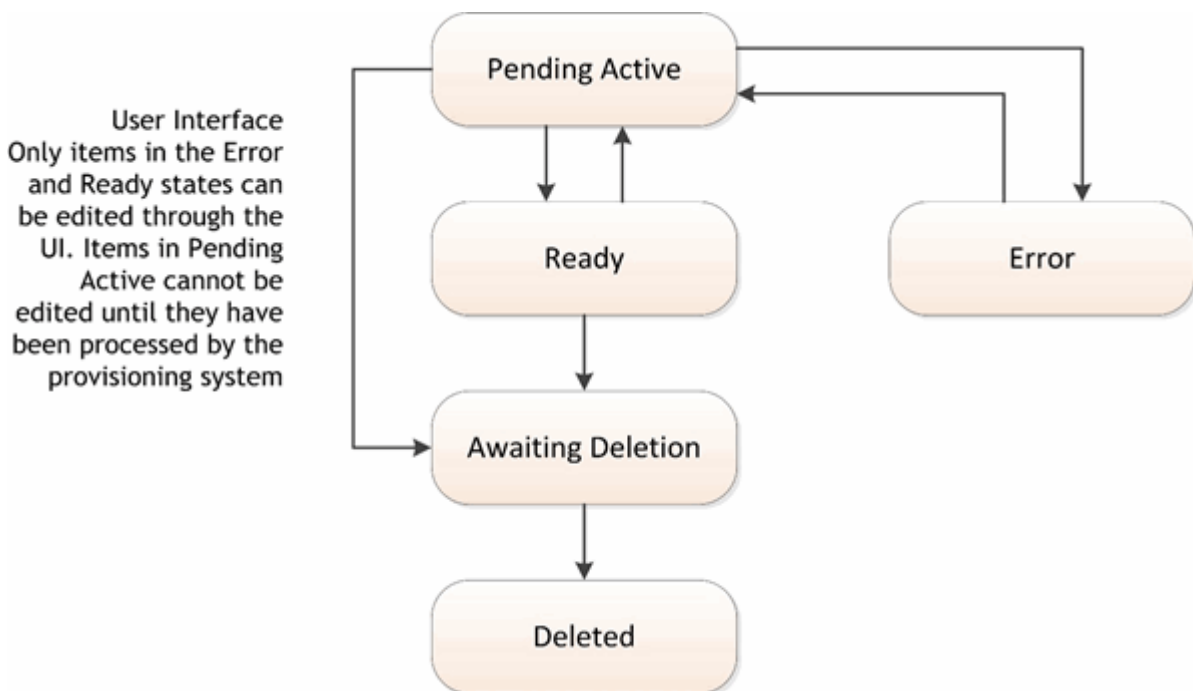 Pending Active
User Interface
Only items in the Error
and Ready states can
be edited through the
UI. Items in Pending
Active cannot be
edited until they have
been processed by the
provisioning system
Ready
Error
Awaiting Deletion
Deleted